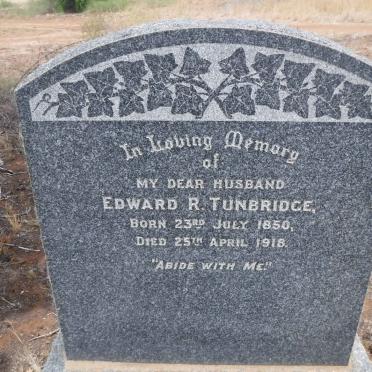 In Loving Memory
of
MY DEAR HUSBAND
EDWARD R. TUNBRIDGE,
BORN 23RD JULY 1850,
DIED 25TH APRIL 1918.
"ABIDE WITH ME."